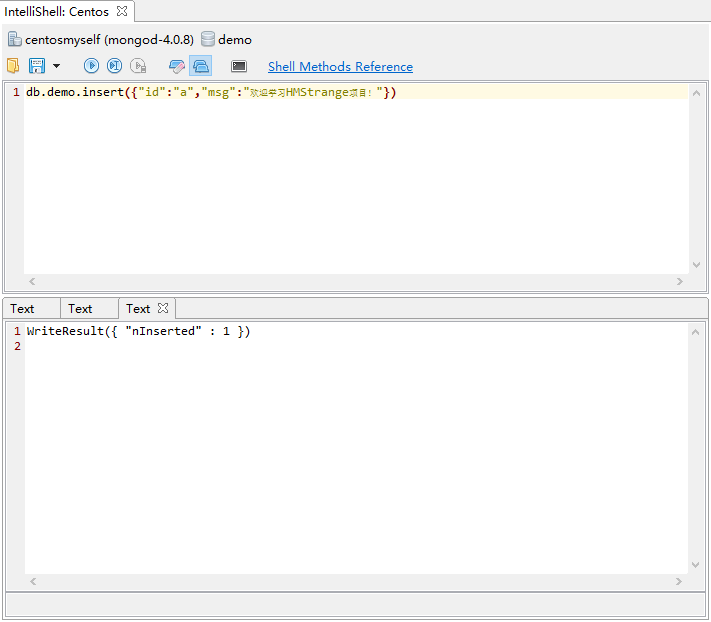 IntelliShell: Centos
centosmyself (mongod-4.0.8) demo
Shell Methods Reference
1 db.demo.insert({"id":"a","msg":"欢迎学习HMStrange项目！"})
Text Text Text
1 WriteResult({ "nInserted" : 1 })
2